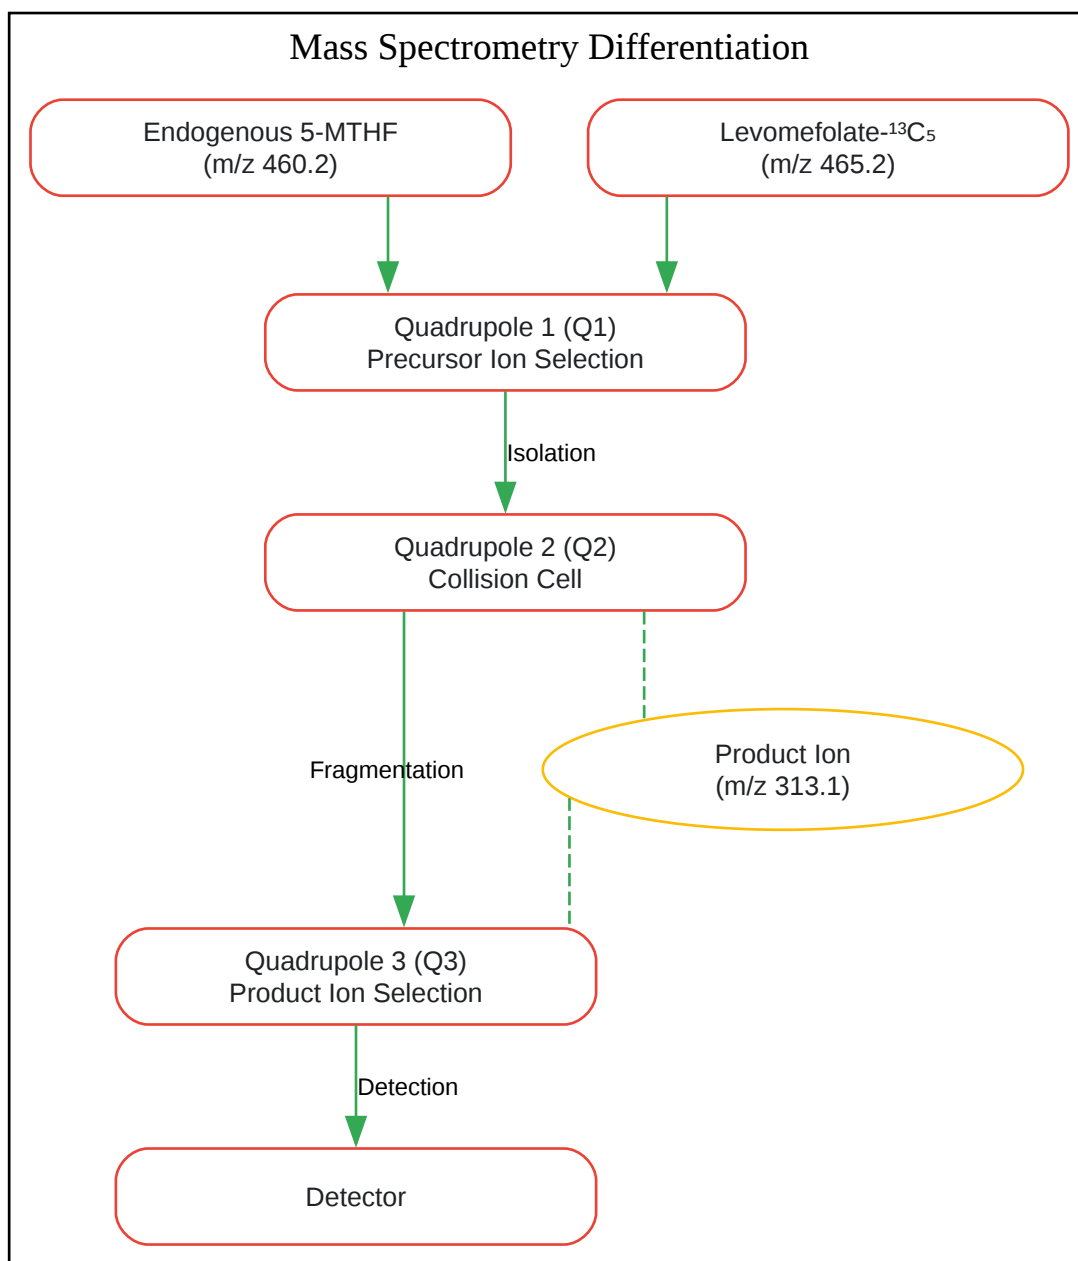 Mass Spectrometry Differentiation
Endogenous 5-MTHF
(m/z 460.2)
Levomefolate-¹³C₅
(m/z 465.2)
Quadrupole 1 (Q1)
Precursor Ion Selection
Isolation
Quadrupole 2 (Q2)
Collision Cell
Fragmentation
Product Ion
(m/z 313.1)
Quadrupole 3 (Q3)
Product Ion Selection
Detection
Detector